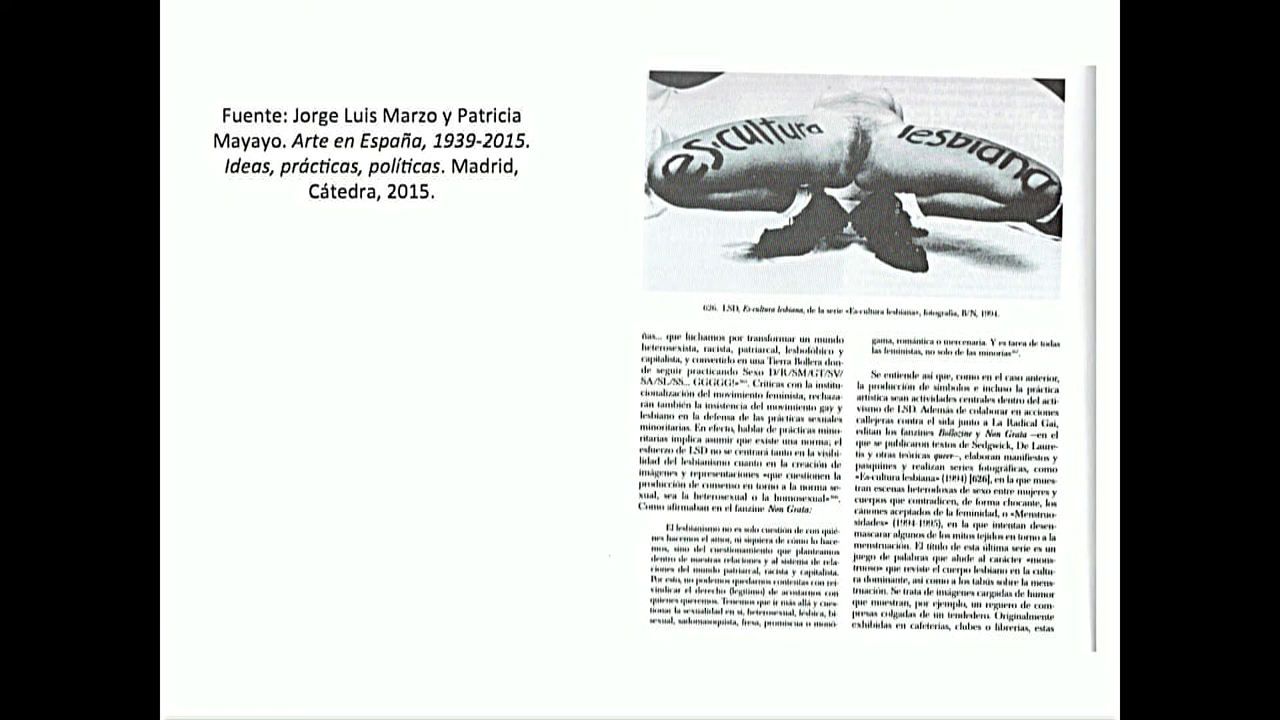 Fuente: Jorge Luis Marzo y Patricia
Mayayo. Arte en España, 1939-2015.
Ideas, prácticas, políticas. Madrid,
Cátedra, 2015.
es-cultura lesbiana
626. LSD, Es-cultura lesbiana, de la serie «Es-cultura lesbiana», fotografía, B/N, 1994.
ñas... que luchamos por transformar un mundo
heterosexista, racista, patriarcal, lesbofóbico y
capitalista, y convertirlo en una Tierra Bollera don-
de seguir practicando Sexo D/R/SM/GT/SV/
SA/SL/SS... GGGGG!». Críticas con la institu-
cionalización del movimiento feminista, rechaza-
rán también la insistencia del movimiento gay y
lesbiano en la defensa de las prácticas sexuales
minoritarias. En efecto, hablar de prácticas mino-
ritarias implica asumir que existe una norma; el
esfuerzo de LSD no se centrará tanto en la visibi-
lidad del lesbianismo cuanto en la creación de
imágenes y representaciones «que cuestionen la
producción de consenso en torno a la norma se-
xual, sea la heterosexual o la homosexual».
Como afirmaban en el fanzine Non Grata:
El lesbianismo no es solo cuestión de con quié-
nes hacemos el amor, ni siquiera de cómo lo hace-
mos, sino del cuestionamiento que planteamos
dentro de nuestras relaciones y al sistema de rela-
ciones del mundo patriarcal, racista y capitalista.
Por esto, no podemos quedarnos contentas con rei-
vindicar el derecho (legítimo) de acostarnos con
quienes queremos. Tenemos que ir más allá y cues-
tionar la sexualidad en sí, heterosexual, lésbica, bi-
sexual, sadomasoquista, fresa, promiscua o monó-
gama, romántica o mercenaria. Y es tarea de todas
las feministas, no solo de las minorías.
Se entiende así que, como en el caso anterior,
la producción de símbolos e incluso la práctica
artística sean actividades centrales dentro del acti-
vismo de LSD. Además de colaborar en acciones
callejeras contra el sida junto a La Radical Gai,
editan los fanzines Bollozine y Non Grata —en el
que se publicaron textos de Sedgwick, De Laure-
tis y otras teóricas queer—, elaboran manifiestos y
pasquines y realizan series fotográficas, como
«Es-cultura lesbiana» (1994) [626], en la que mues-
tran escenas heterodoxas de sexo entre mujeres y
cuerpos que contradicen, de forma chocante, los
cánones aceptados de la feminidad, o «Menstruo-
sidades» (1994-1995), en la que intentan desen-
mascarar algunos de los mitos tejidos en torno a la
menstruación. El título de esta última serie es un
juego de palabras que alude al carácter «mons-
truoso» que reviste el cuerpo lesbiano en la cultu-
ra dominante, así como a los tabús sobre la mens-
truación. Se trata de imágenes cargadas de humor
que muestran, por ejemplo, un reguero de com-
presas colgadas de un tendedero. Originalmente
exhibidas en cafeterías, clubes o librerías, estas